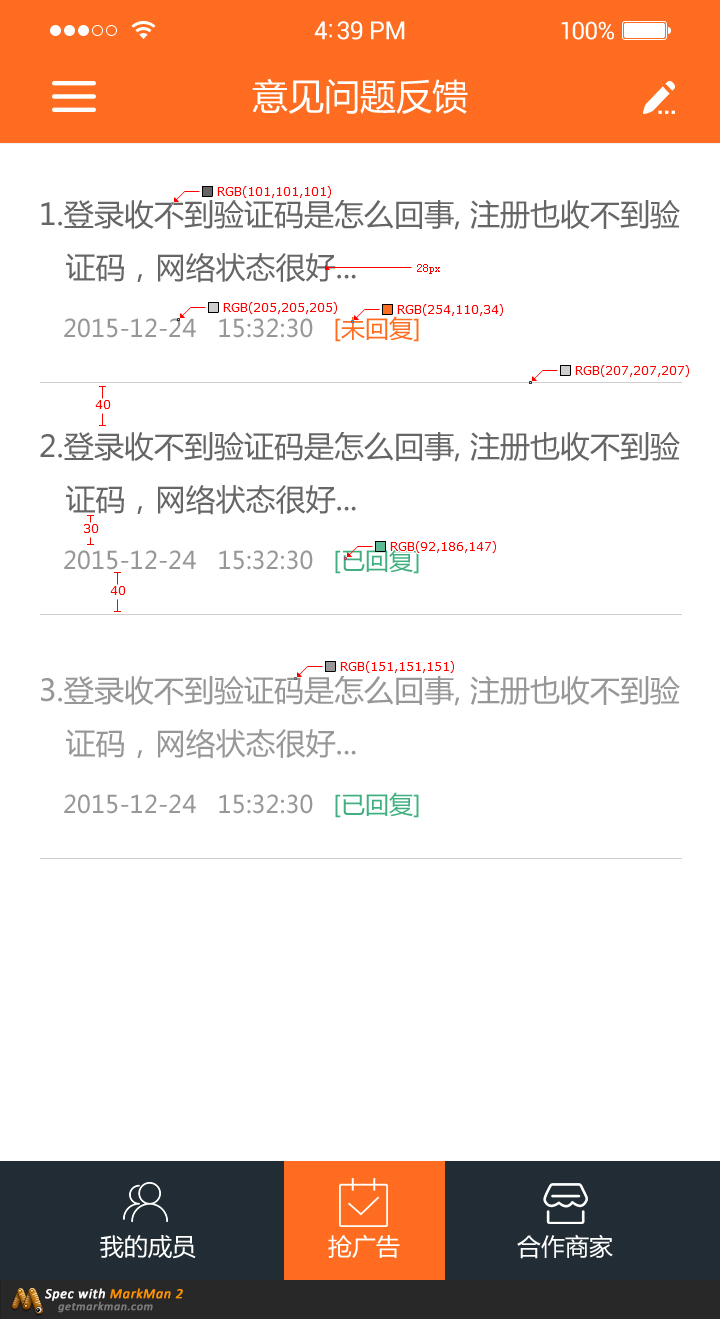 4:39 PM 100%
意见问题反馈
RGB(101,101,101)
1.登录收不到验证码是怎么回事, 注册也收不到验
证码，网络状态很好... 28px
RGB(205,205,205) RGB(254,110,34)
2015-12-24 15:32:30 [未回复]
RGB(207,207,207)
40
2.登录收不到验证码是怎么回事, 注册也收不到验
证码，网络状态很好...
30
RGB(92,186,147)
2015-12-24 15:32:30 [已回复]
40
RGB(151,151,151)
3.登录收不到验证码是怎么回事, 注册也收不到验
证码，网络状态很好...
2015-12-24 15:32:30 [已回复]
我的成员 抢广告 合作商家
Spec with MarkMan 2
getmarkman.com